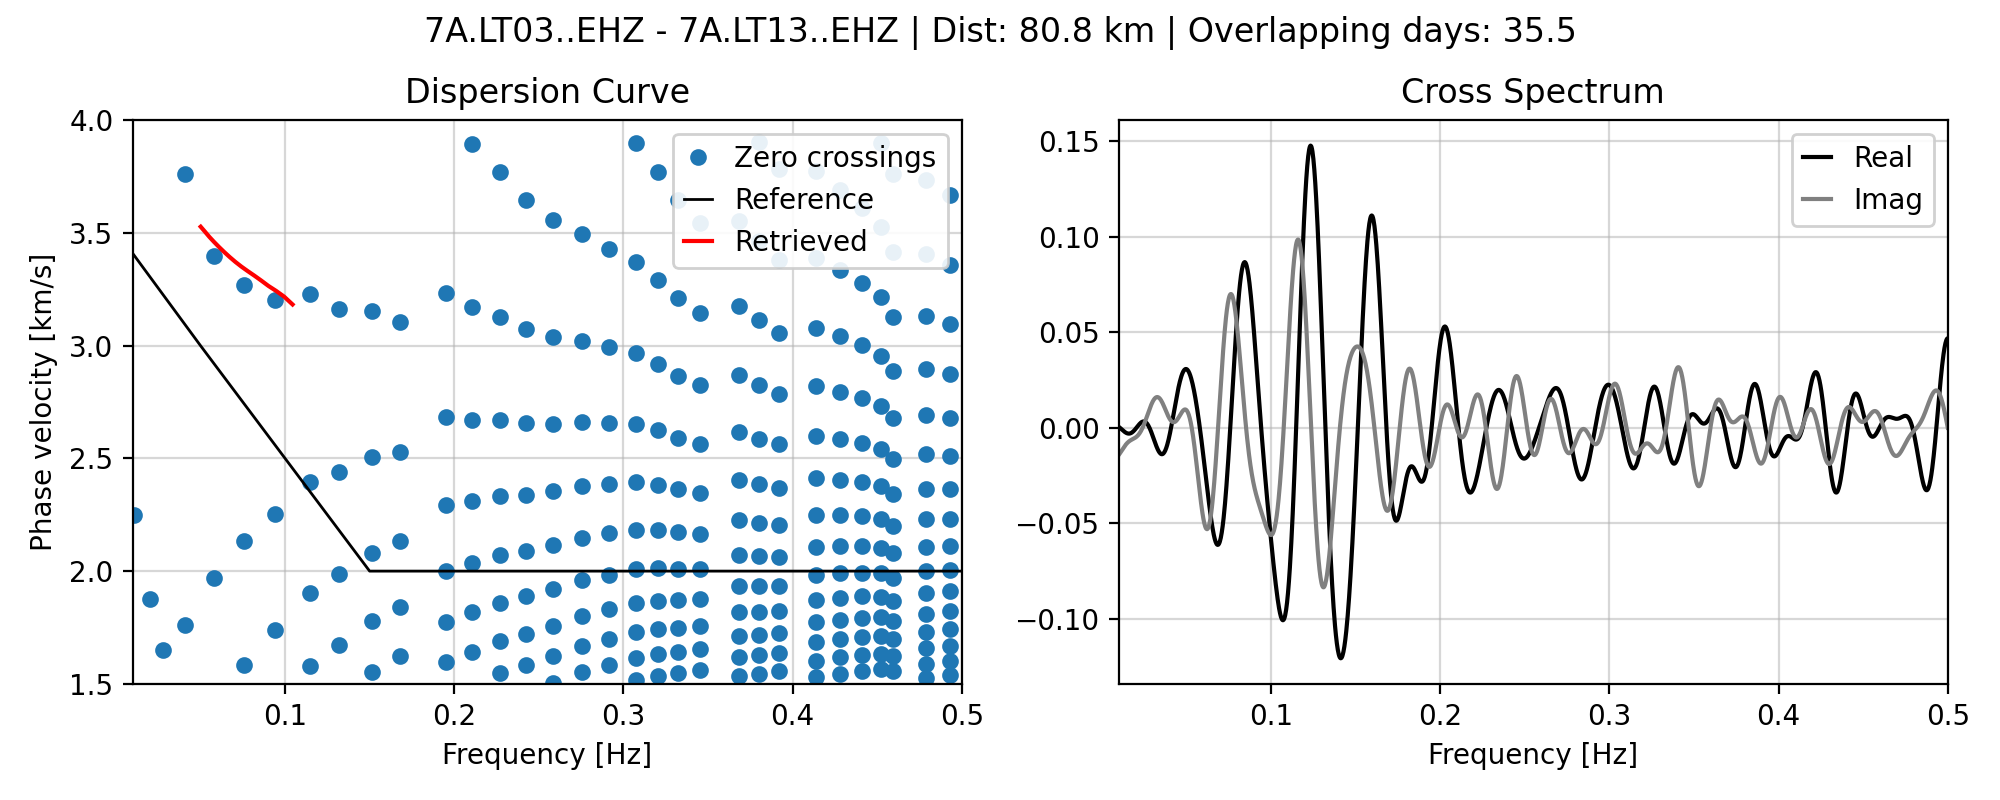 7A.LT03..EHZ - 7A.LT13..EHZ | Dist: 80.8 km | Overlapping days: 35.5
Dispersion Curve
4.0
3.5
3.0
2.5
2.0
1.5
Phase velocity [km/s]
0.1 0.2 0.3 0.4 0.5
Frequency [Hz]
Zero crossings
Reference
Retrieved
Cross Spectrum
0.15
0.10
0.05
0.00
−0.05
−0.10
0.1 0.2 0.3 0.4 0.5
Frequency [Hz]
Real
Imag